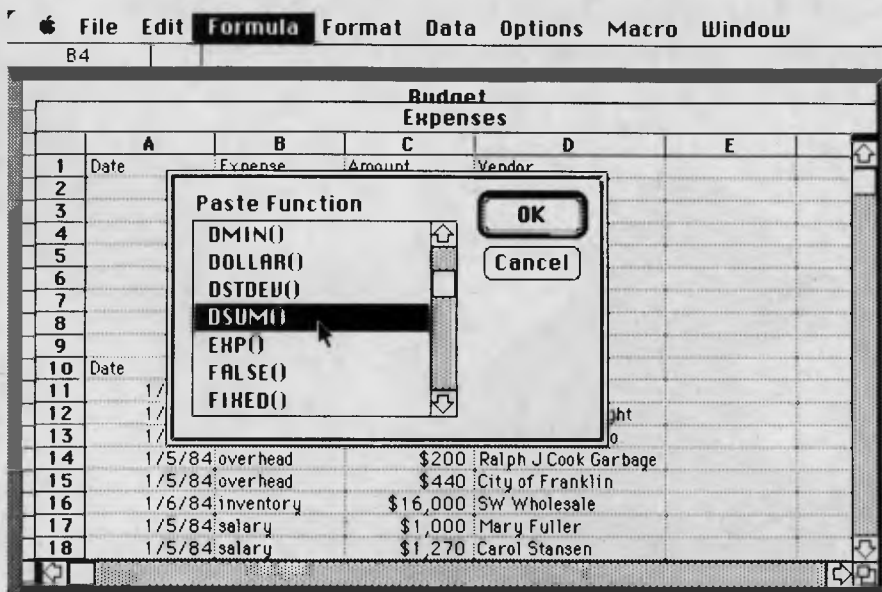 File Edit Formula Format Data Options Macro Window
B4
Budget
Expenses
A B C D E
1 Date Expense Amount Vendor
2
3
4
5
6
7
8
9
10 Date
11 1/
12 1/ ght
13 1/ o
14 1/5/84 overhead $200 Ralph J Cook Garbage
15 1/5/84 overhead $440 City of Franklin
16 1/6/84 inventory $16,000 SW Wholesale
17 1/5/84 salary $1,000 Mary Fuller
18 1/5/84 salary $1,270 Carol Stansen
Paste Function
DMIN()
DOLLAR()
DSTDEV()
DSUM()
EXP()
FALSE()
FIXED()
OK
Cancel